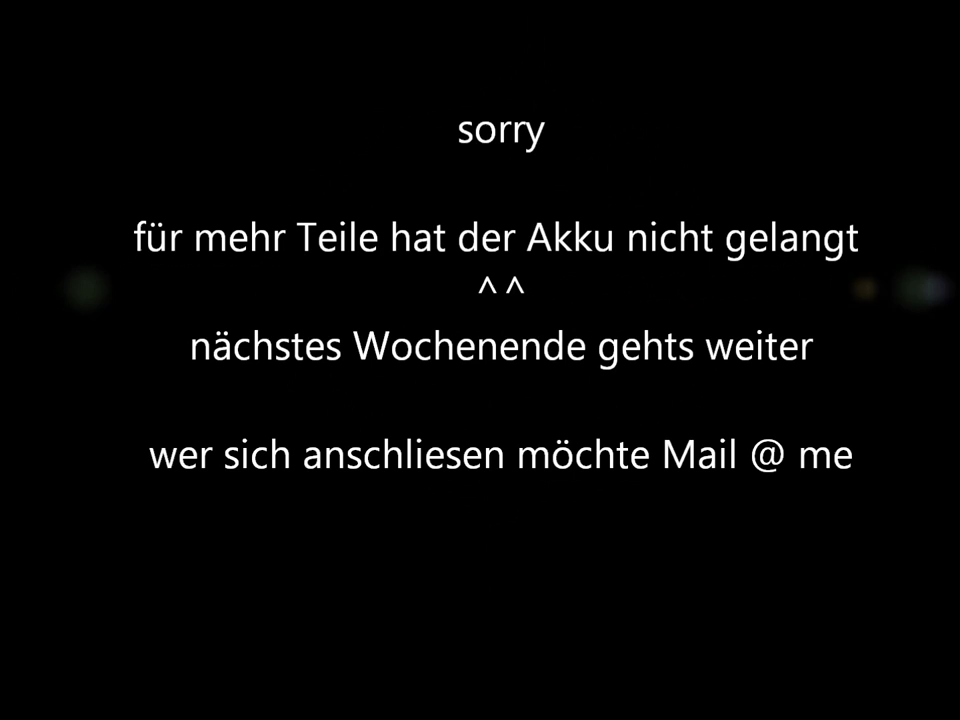 sorry
für mehr Teile hat der Akku nicht gelangt
^^
nächstes Wochenende gehts weiter
wer sich anschliesen möchte Mail @ me